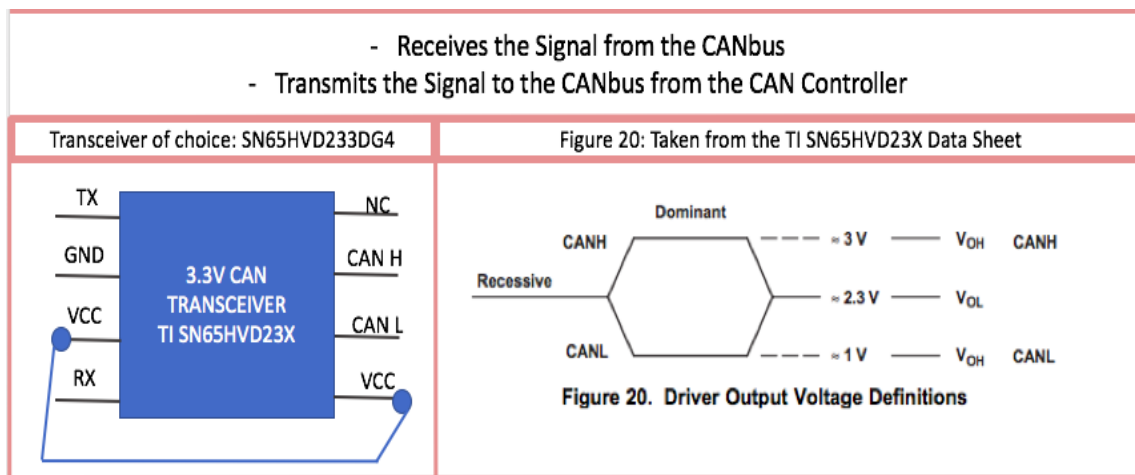 - Receives the Signal from the CANbus
- Transmits the Signal to the CANbus from the CAN Controller
Transceiver of choice: SN65HVD233DG4
Figure 20: Taken from the TI SN65HVD23X Data Sheet
TX
GND
VCC
RX
3.3V CAN
TRANSCEIVER
TI SN65HVD23X
NC
CAN H
CAN L
VCC
Dominant
CANH
Recessive
CANL
≈ 3 V
VOH
CANH
≈ 2.3 V
VOL
≈ 1 V
VOH
CANL
Figure 20. Driver Output Voltage Definitions